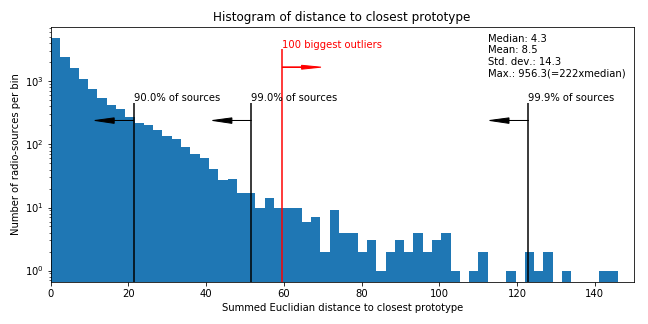 Histogram of distance to closest prototype
100 biggest outliers
Median: 4.3
Mean: 8.5
Std. dev.: 14.3
Max.: 956.3(=222xmedian)
90.0% of sources
99.0% of sources
99.9% of sources
Number of radio-sources per bin
10³
10²
10¹
10⁰
0 20 40 60 80 100 120 140
Summed Euclidian distance to closest prototype